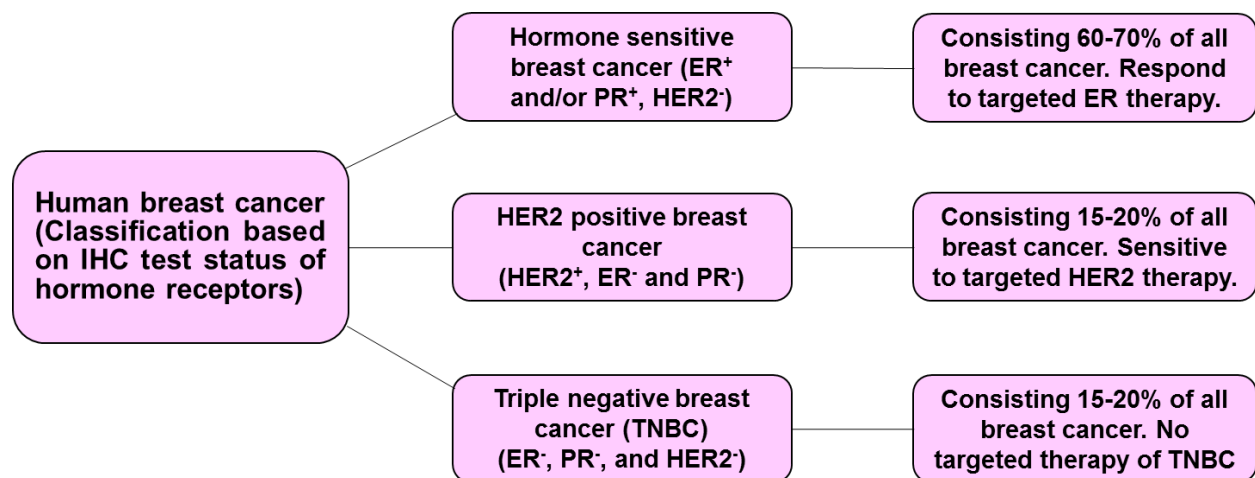 Hormone sensitive
breast cancer (ER⁺
and/or PR⁺, HER2⁻)
Consisting 60-70% of all
breast cancer. Respond
to targeted ER therapy.
Human breast cancer
(Classification based
on IHC test status of
hormone receptors)
HER2 positive breast
cancer
(HER2⁺, ER⁻ and PR⁻)
Consisting 15-20% of all
breast cancer. Sensitive
to targeted HER2 therapy.
Triple negative breast
cancer (TNBC)
(ER⁻, PR⁻, and HER2⁻)
Consisting 15-20% of all
breast cancer. No
targeted therapy of TNBC